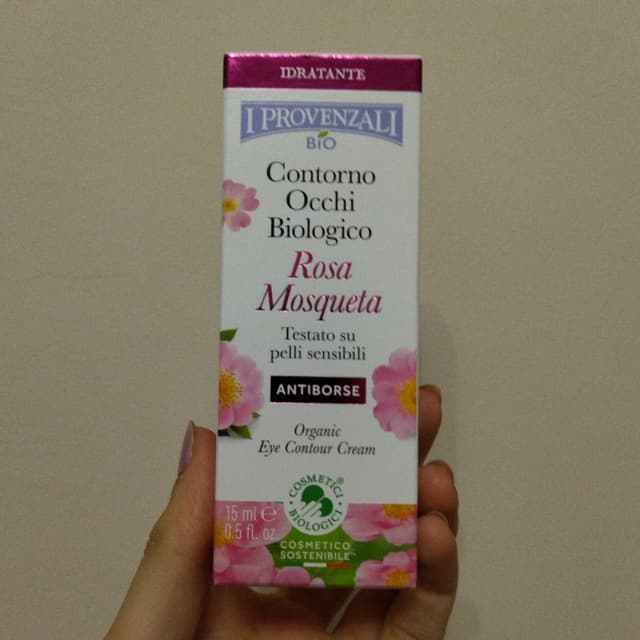 IDRATANTE
I PROVENZALI
BIO
Contorno
Occhi
Biologico
Rosa
Mosqueta
Testato su
pelli sensibili
ANTIBORSE
Organic
Eye Contour Cream
COSMETICI®
BIOLOGICI
15 ml ℮
0.5 fl. oz
COSMETICO
SOSTENIBILE